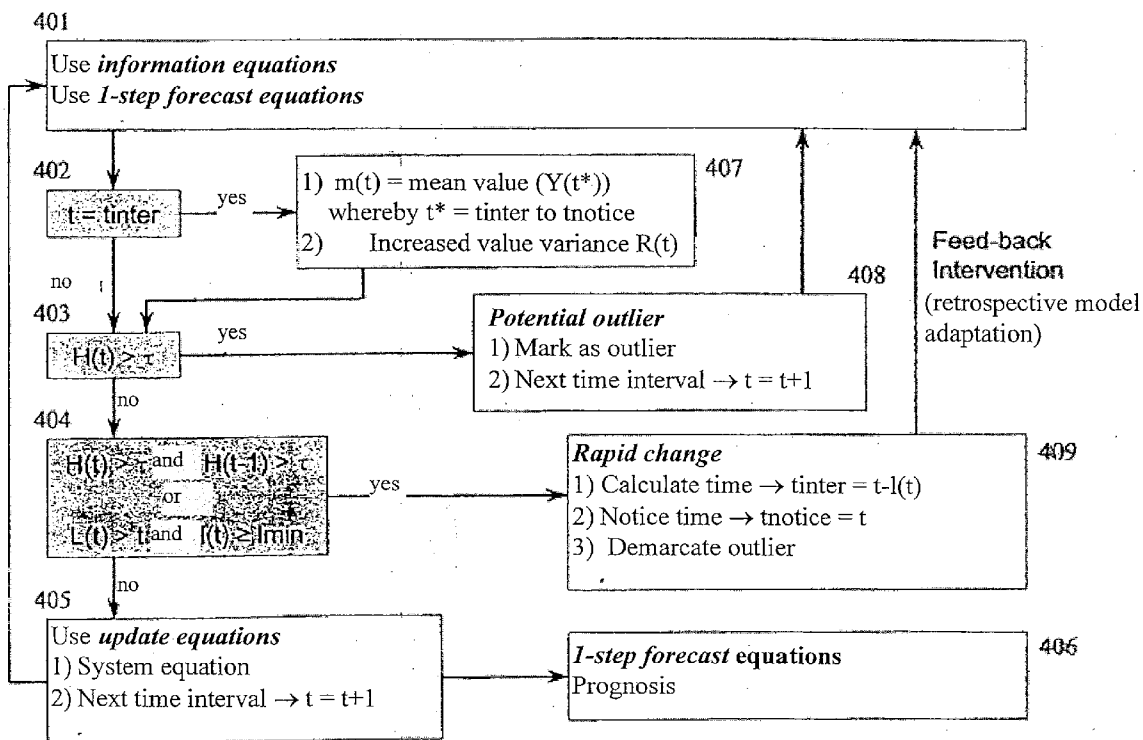 401
Use information equations
Use 1-step forecast equations
402
t = tinter
yes
407
1) m(t) = mean value (Y(t*))
whereby t* = tinter to tnotice
2) Increased value variance R(t)
no
403
H(t) > τ
yes
408
Potential outlier
1) Mark as outlier
2) Next time interval → t = t+1
Feed-back
Intervention
(retrospective model
adaptation)
no
404
H(t) > τ and H(t-1) > τ
or
L(t) > τ and l(t) ≥ lmin
yes
409
Rapid change
1) Calculate time → tinter = t-l(t)
2) Notice time → tnotice = t
3) Demarcate outlier
no
405
Use update equations
1) System equation
2) Next time interval → t = t+1
406
1-step forecast equations
Prognosis